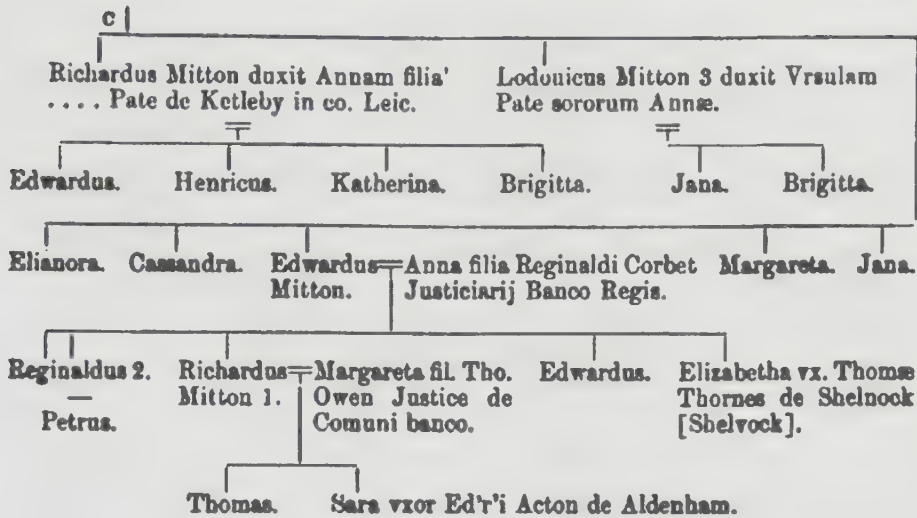 c
Richardus Mitton duxit Annam filia'
.... Pate de Ketleby in co. Leic.
Lodouicus Mitton 3 duxit Vrsulam
Pate sororum Annæ.
Edwardus. Henricus. Katherina. Brigitta. Jana. Brigitta.
Elianora. Cassandra. Edwardus
Mitton.
Anna filia Reginaldi Corbet
Justiciarij Banco Regis.
Margareta. Jana.
Reginaldus 2.
—
Petrus.
Richardus
Mitton 1.
Margareta fil. Tho.
Owen Justice de
Comuni banco.
Edwardus.
Elizabetha vx. Thomæ
Thornes de Shelnock
[Shelvock].
Thomas. Sara vxor Ed'r'i Acton de Aldenham.